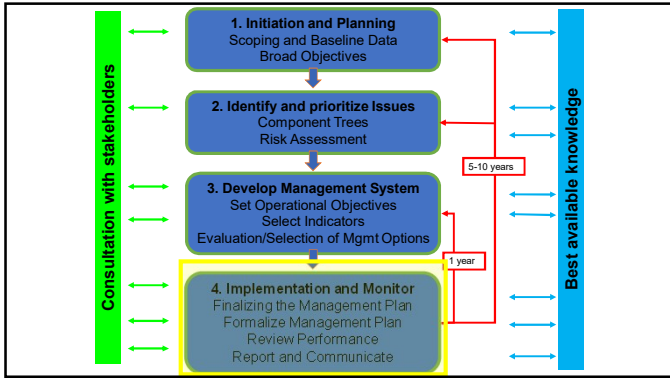 Consultation with stakeholders
1. Initiation and Planning
Scoping and Baseline Data
Broad Objectives
2. Identify and prioritize Issues
Component Trees
Risk Assessment
3. Develop Management System
Set Operational Objectives
Select Indicators
Evaluation/Selection of Mgmt Options
4. Implementation and Monitor
Finalizing the Management Plan
Formalize Management Plan
Review Performance
Report and Communicate
1 year
5-10 years
Best available knowledge